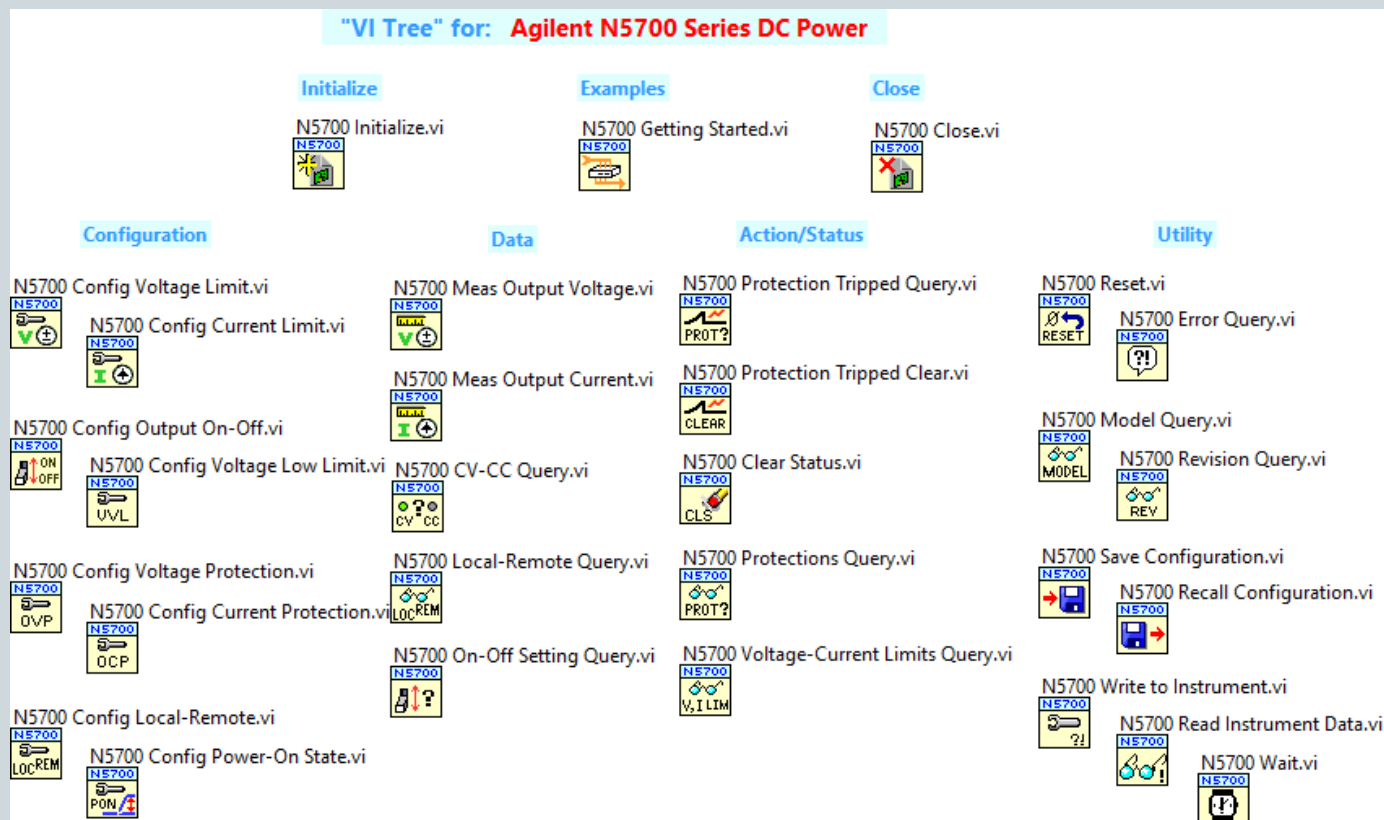 "VI Tree" for: Agilent N5700 Series DC Power
Initialize
Examples
Close
N5700 Initialize.vi
N5700
N5700 Getting Started.vi
N5700
N5700 Close.vi
N5700
Configuration
N5700 Config Voltage Limit.vi
N5700
V
N5700 Config Current Limit.vi
N5700
I
N5700 Config Output On-Off.vi
N5700
ON
OFF
N5700 Config Voltage Low Limit.vi
N5700
UVL
N5700 Config Voltage Protection.vi
N5700
OVP
N5700 Config Current Protection.vi
N5700
OCP
N5700 Config Local-Remote.vi
N5700
LOC REM
N5700 Config Power-On State.vi
N5700
PON
Data
N5700 Meas Output Voltage.vi
N5700
V
N5700 Meas Output Current.vi
N5700
I
N5700 CV-CC Query.vi
N5700
?
CV CC
N5700 Local-Remote Query.vi
N5700
LOC REM
N5700 On-Off Setting Query.vi
N5700
?
Action/Status
N5700 Protection Tripped Query.vi
N5700
PROT?
N5700 Protection Tripped Clear.vi
N5700
CLEAR
N5700 Clear Status.vi
N5700
CLS
N5700 Protections Query.vi
N5700
PROT?
N5700 Voltage-Current Limits Query.vi
N5700
V,I LIM
Utility
N5700 Reset.vi
N5700
Ø
RESET
N5700 Error Query.vi
N5700
?!
N5700 Model Query.vi
N5700
MODEL
N5700 Revision Query.vi
N5700
REV
N5700 Save Configuration.vi
N5700
N5700 Recall Configuration.vi
N5700
N5700 Write to Instrument.vi
N5700
?!
N5700 Read Instrument Data.vi
N5700
!
N5700 Wait.vi
N5700